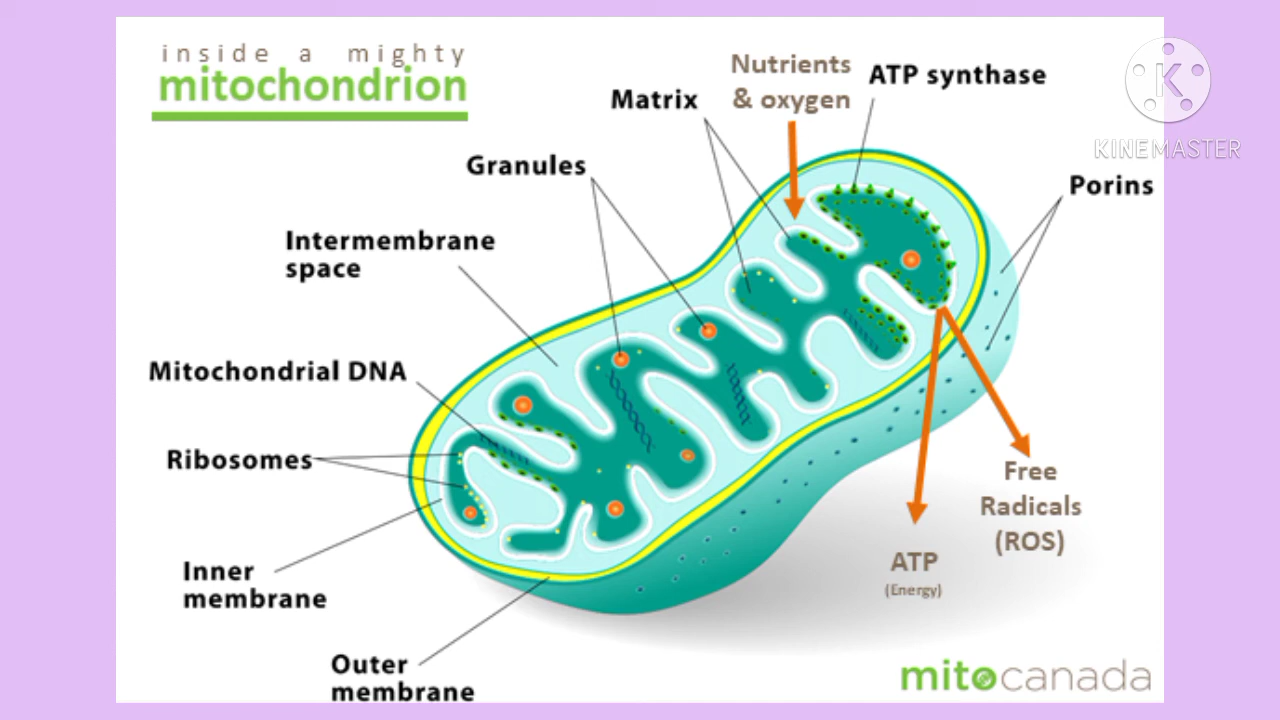 inside a mighty
mitochondrion
Nutrients
& oxygen
ATP synthase
Matrix
K
KINEMASTER
Granules
Porins
Intermembrane
space
Mitochondrial DNA
Ribosomes
Free
Radicals
(ROS)
Inner
membrane
ATP
(Energy)
Outer
membrane
mitocanada